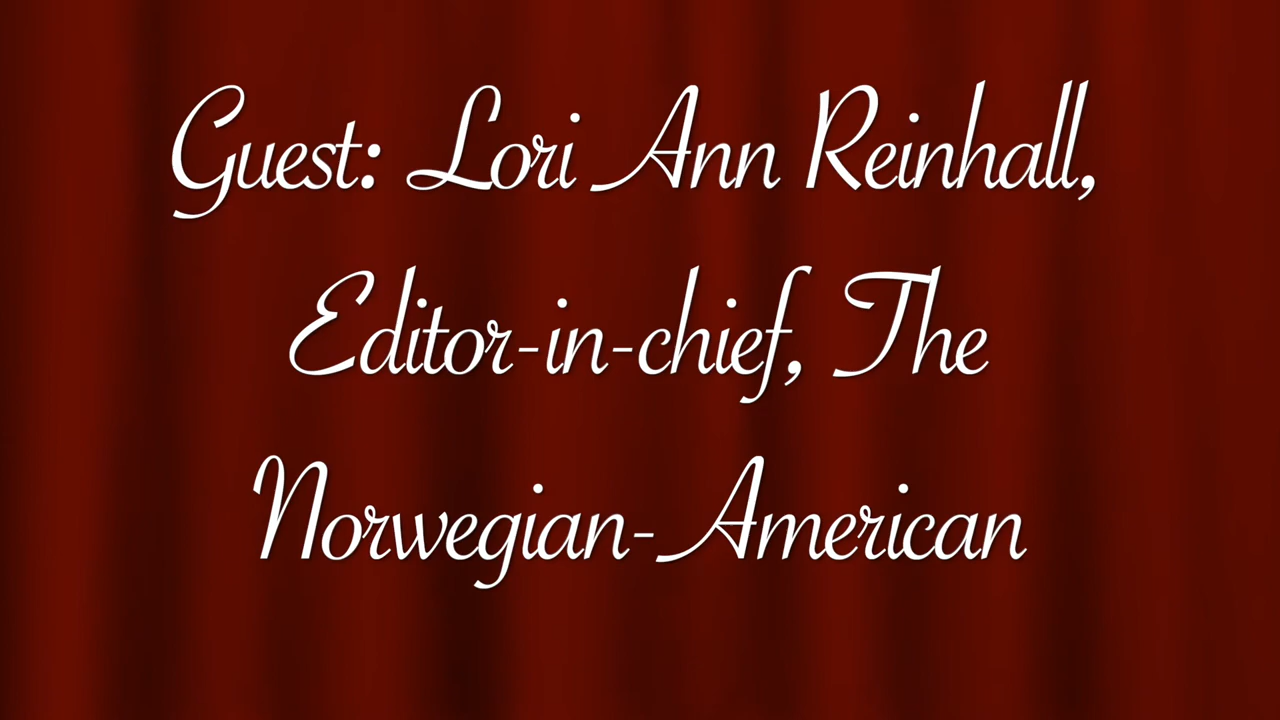 Guest: Lori Ann Reinhall,
Editor-in-chief, The
Norwegian-American